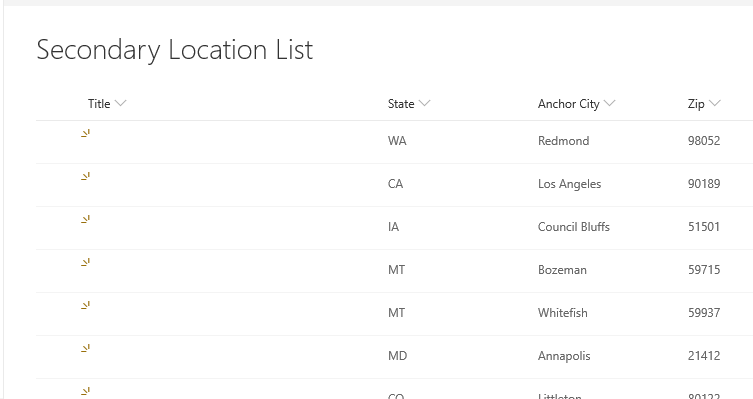 Secondary Location List
Title State Anchor City Zip
WA Redmond 98052
CA Los Angeles 90189
IA Council Bluffs 51501
MT Bozeman 59715
MT Whitefish 59937
MD Annapolis 21412
CO Littleton 80122